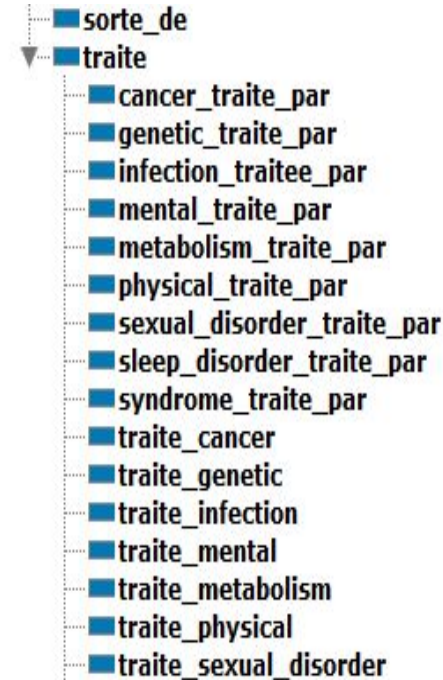 sorte_de
traite
cancer_traite_par
genetic_traite_par
infection_traitee_par
mental_traite_par
metabolism_traite_par
physical_traite_par
sexual_disorder_traite_par
sleep_disorder_traite_par
syndrome_traite_par
traite_cancer
traite_genetic
traite_infection
traite_mental
traite_metabolism
traite_physical
traite_sexual_disorder